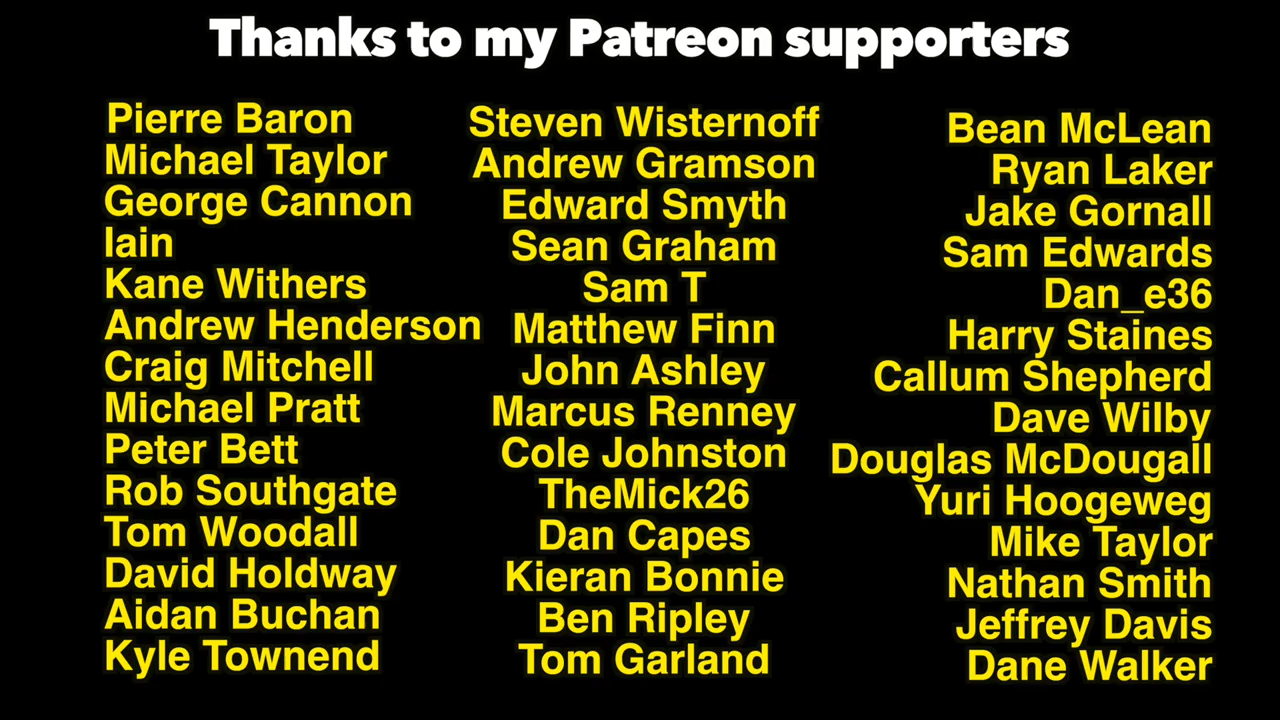 Thanks to my Patreon supporters
Pierre Baron
Michael Taylor
George Cannon
Iain
Kane Withers
Andrew Henderson
Craig Mitchell
Michael Pratt
Peter Bett
Rob Southgate
Tom Woodall
David Holdway
Aidan Buchan
Kyle Townend
Steven Wisternoff
Andrew Gramson
Edward Smyth
Sean Graham
Sam T
Matthew Finn
John Ashley
Marcus Renney
Cole Johnston
TheMick26
Dan Capes
Kieran Bonnie
Ben Ripley
Tom Garland
Bean McLean
Ryan Laker
Jake Gornall
Sam Edwards
Dan_e36
Harry Staines
Callum Shepherd
Dave Wilby
Douglas McDougall
Yuri Hoogeweg
Mike Taylor
Nathan Smith
Jeffrey Davis
Dane Walker